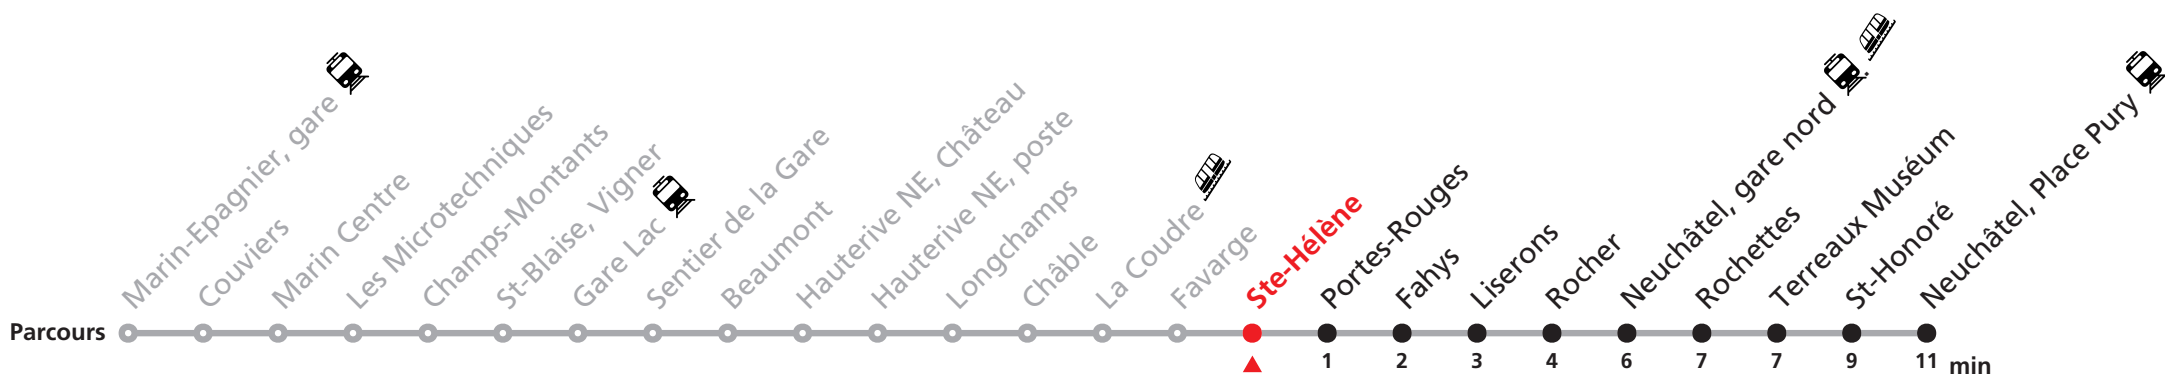 Marin-Epagnier, gare
Couviers
Marin Centre
Les Microtechniques
Champs-Montants
St-Blaise, Vigner
Gare Lac
Sentier de la Gare
Beaumont
Hauterive NE, Château
Hauterive NE, poste
Longchamps
Châble
La Coudre
Favarge
Ste-Hélène
Portes-Rouges
Fahys
Liserons
Rocher
Neuchâtel, gare nord
Rochettes
Terreaux Muséum
St-Honoré
Neuchâtel, Place Pury
Parcours
1 2 3 4 6 7 7 9 11 min